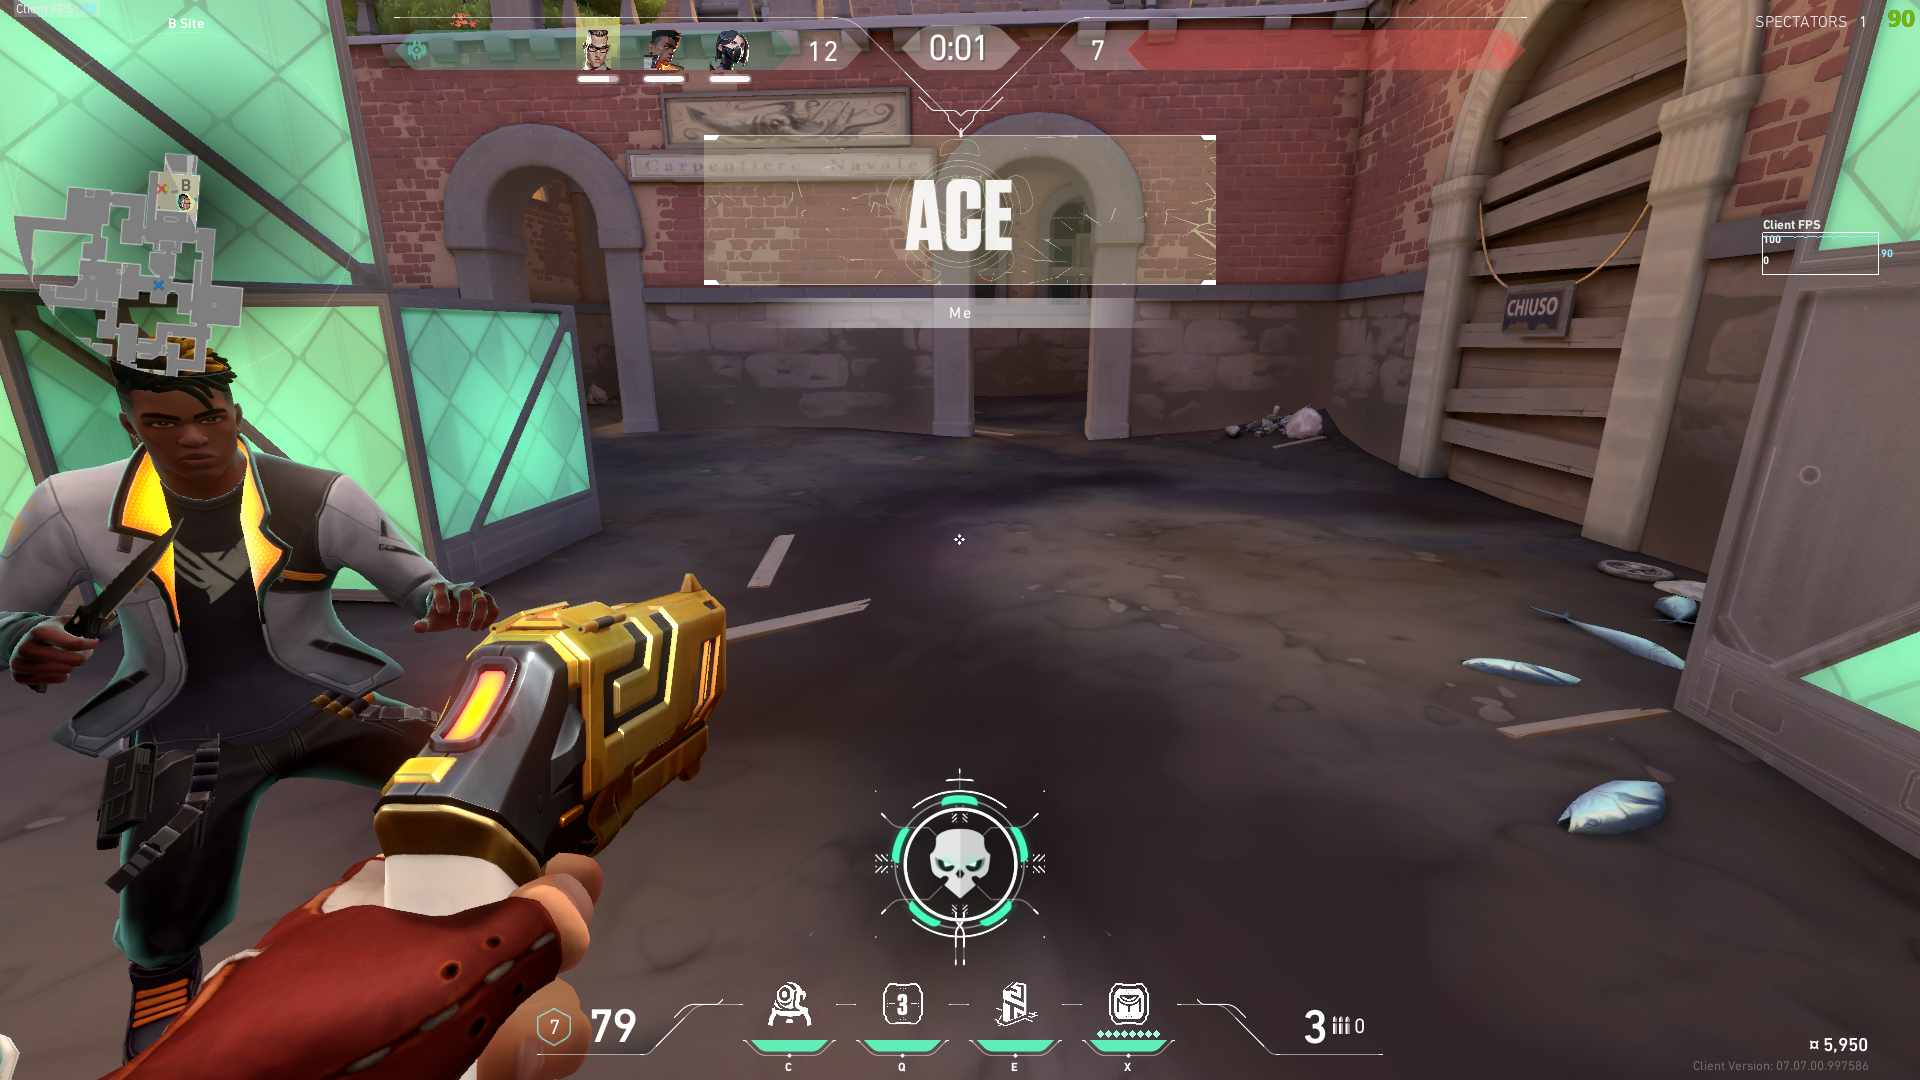 Client FPS: 90
B Site
12
0:01
7
SPECTATORS 1
90
Carpentiere Navale
ACE
Me
B
Client FPS
100
90
0
CHIUSO
3
7
79
3
0
C
Q
E
X
¤ 5,950
Client Version: 07.07.00.997586